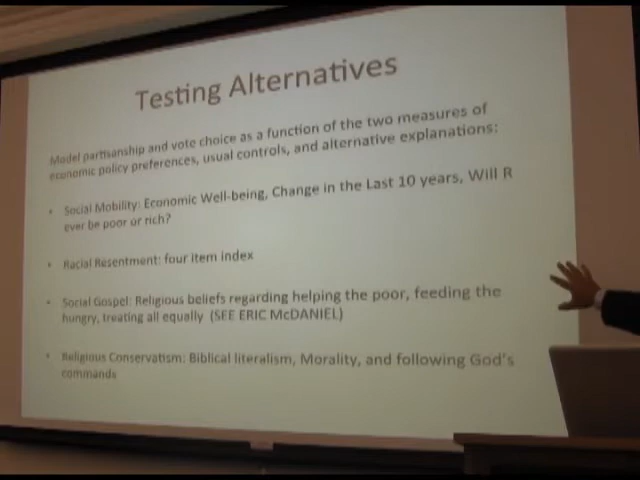 Testing Alternatives
Model partisanship and vote choice as a function of the two measures of
economic policy preferences, usual controls, and alternative explanations:
• Social Mobility: Economic Well-being, Change in the Last 10 years, Will R
ever be poor or rich?
• Racial Resentment: four item index
• Social Gospel: Religious beliefs regarding helping the poor, feeding the
hungry, treating all equally (SEE ERIC McDANIEL)
• Religious Conservatism: Biblical literalism, Morality, and following God's
commands